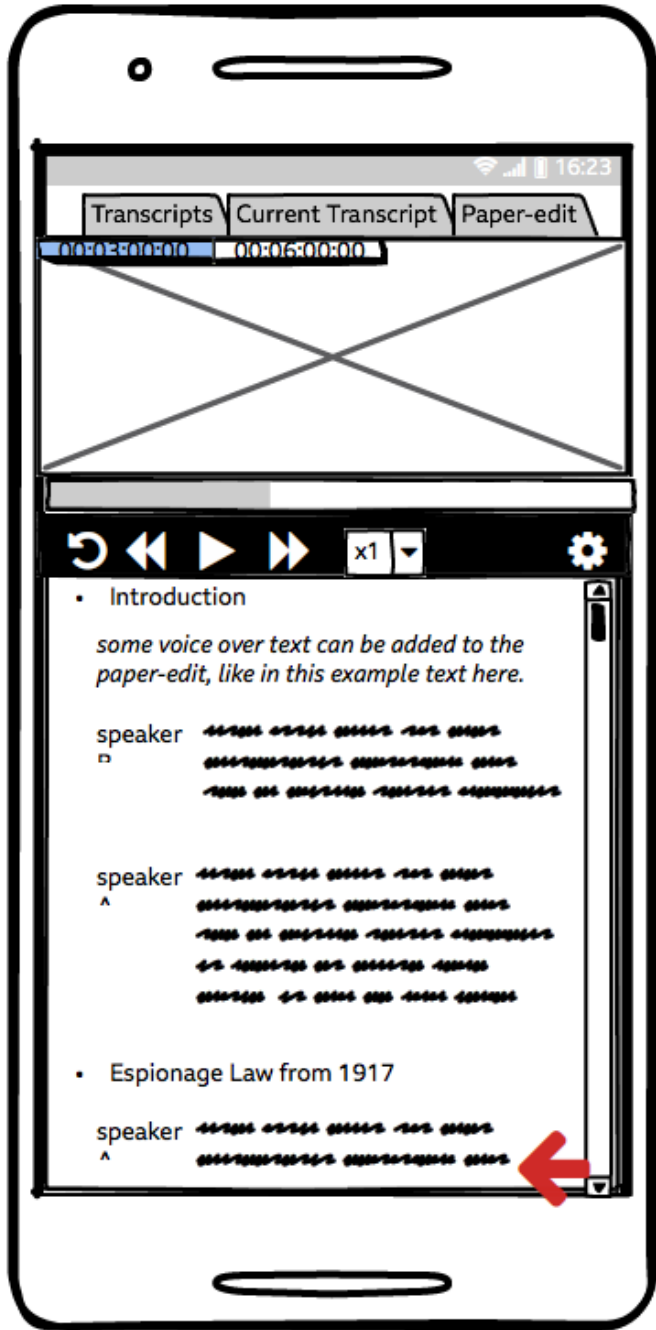 16:23
Transcripts Current Transcript Paper-edit
00:03:00:00 00:06:00:00
x1
• Introduction
some voice over text can be added to the
paper-edit, like in this example text here.
speaker
speaker
• Espionage Law from 1917
speaker